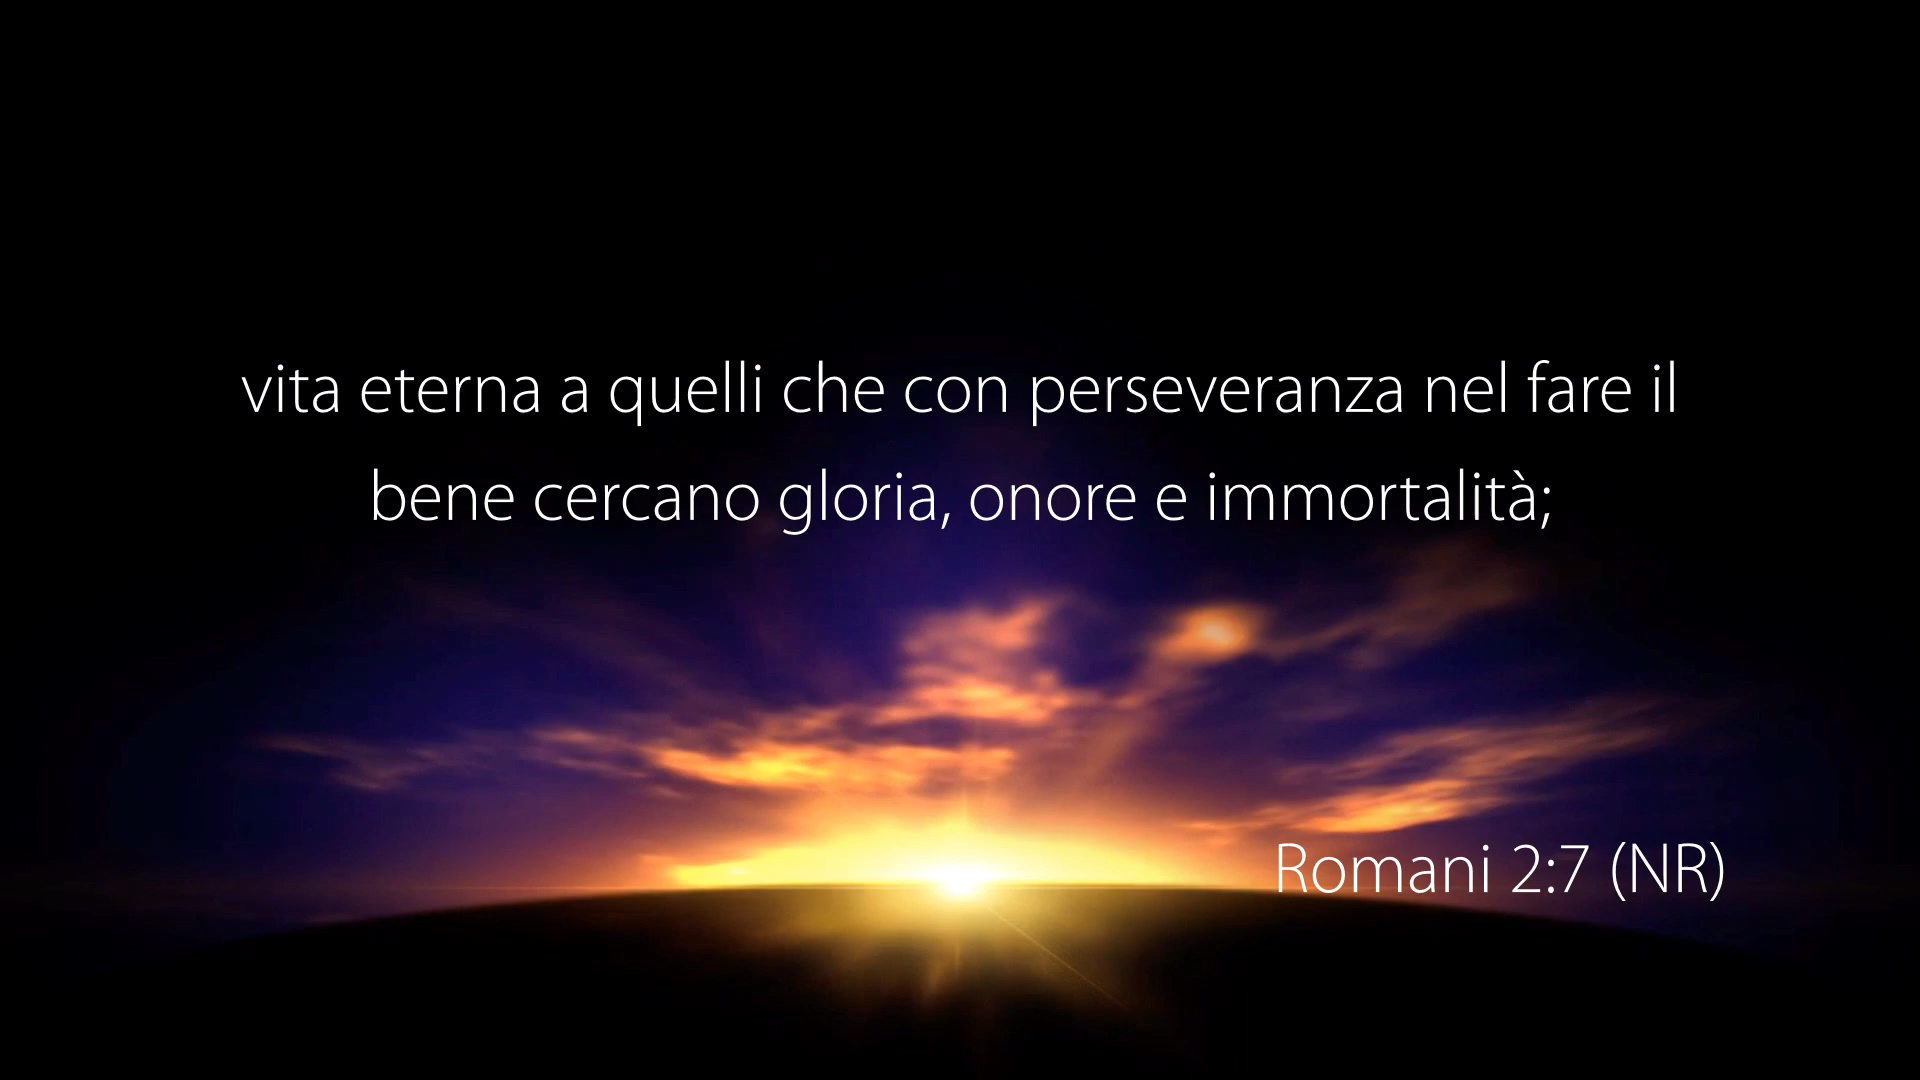 vita eterna a quelli che con perseveranza nel fare il
bene cercano gloria, onore e immortalità;
Romani 2:7 (NR)